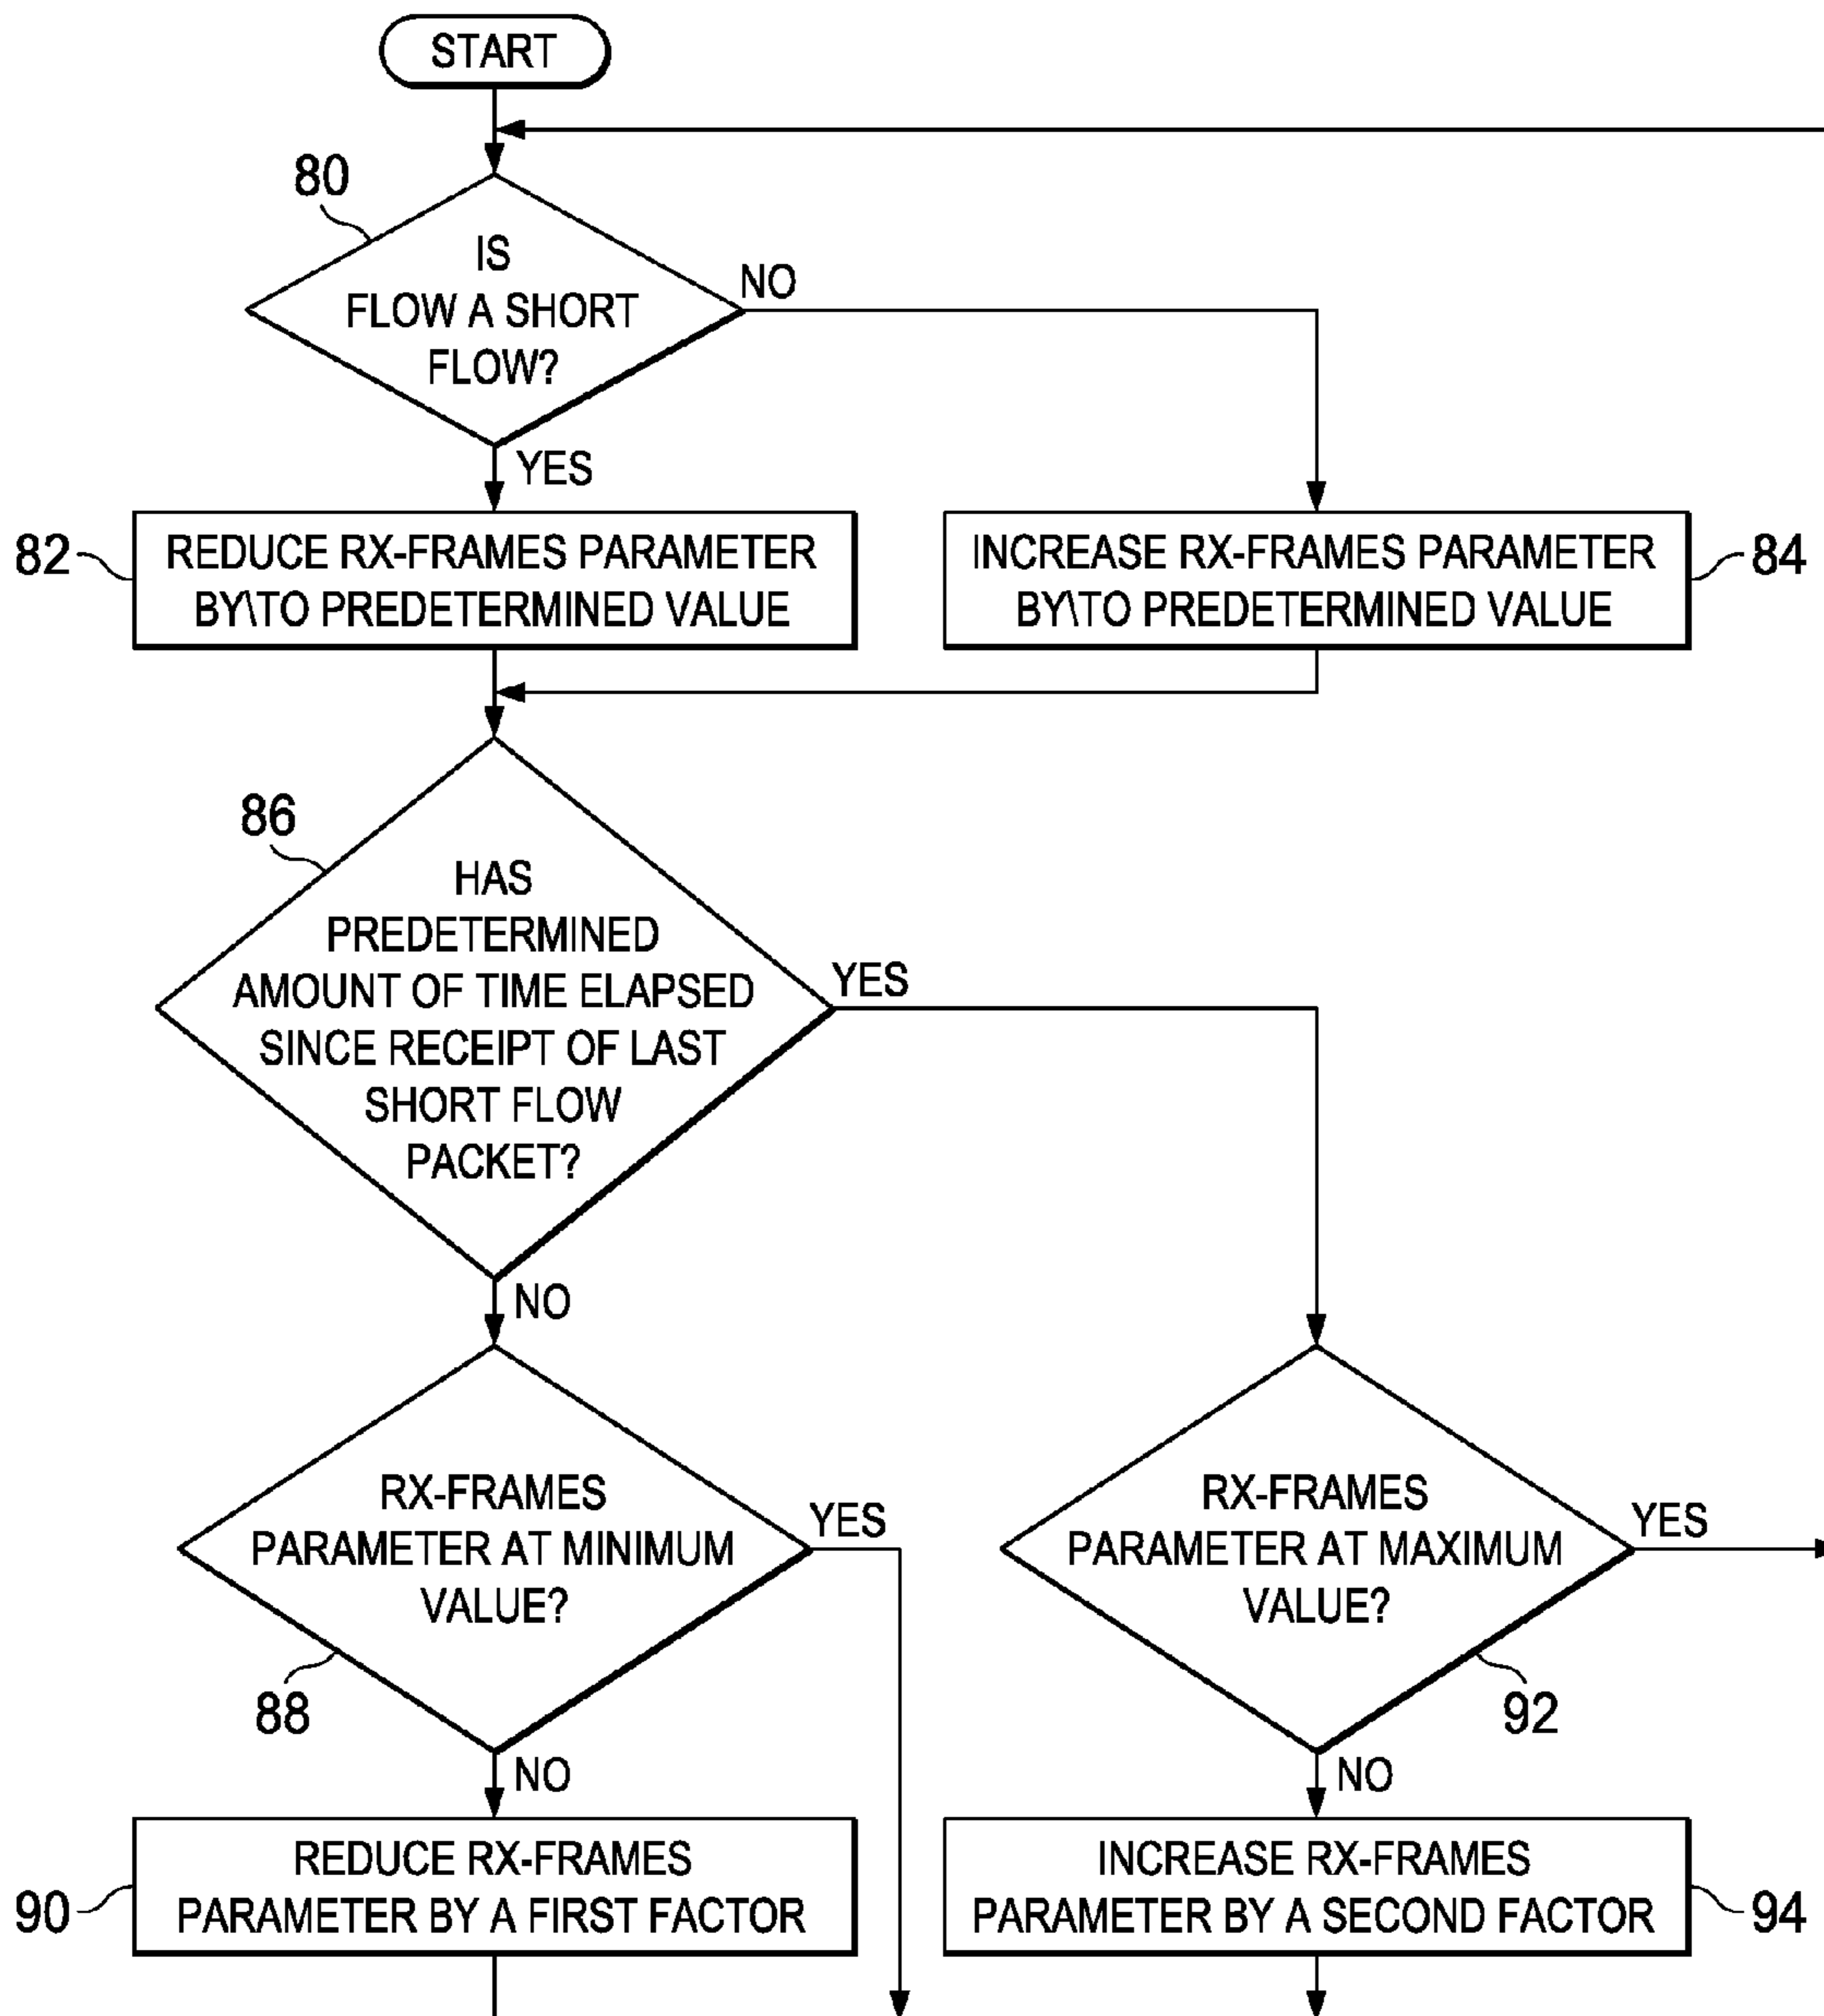 START
80
IS
FLOW A SHORT
FLOW?
NO
YES
82
REDUCE RX-FRAMES PARAMETER
BY\TO PREDETERMINED VALUE
INCREASE RX-FRAMES PARAMETER
BY\TO PREDETERMINED VALUE
84
86
HAS
PREDETERMINED
AMOUNT OF TIME ELAPSED
SINCE RECEIPT OF LAST
SHORT FLOW
PACKET?
YES
NO
RX-FRAMES
PARAMETER AT MINIMUM
VALUE?
YES
88
NO
RX-FRAMES
PARAMETER AT MAXIMUM
VALUE?
YES
92
NO
90
REDUCE RX-FRAMES
PARAMETER BY A FIRST FACTOR
INCREASE RX-FRAMES
PARAMETER BY A SECOND FACTOR
94